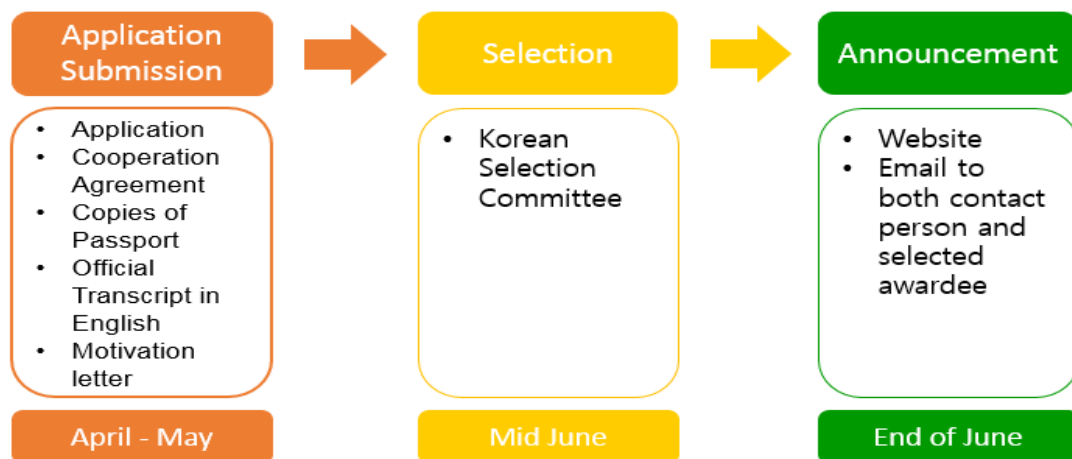 Application
Submission
• Application
• Cooperation
Agreement
• Copies of
Passport
• Official
Transcript in
English
• Motivation
letter
April - May
Selection
• Korean
Selection
Committee
Mid June
Announcement
• Website
• Email to
both contact
person and
selected
awardee
End of June